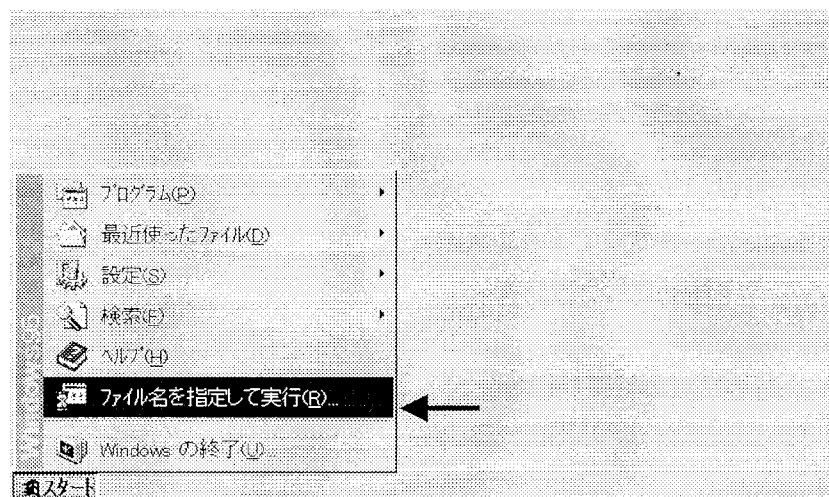 プログラム(P)
最近使ったファイル(D)
設定(S)
検索(F)
ヘルプ(H)
ファイル名を指定して実行(R)...
Windows の終了(U)...
スタート